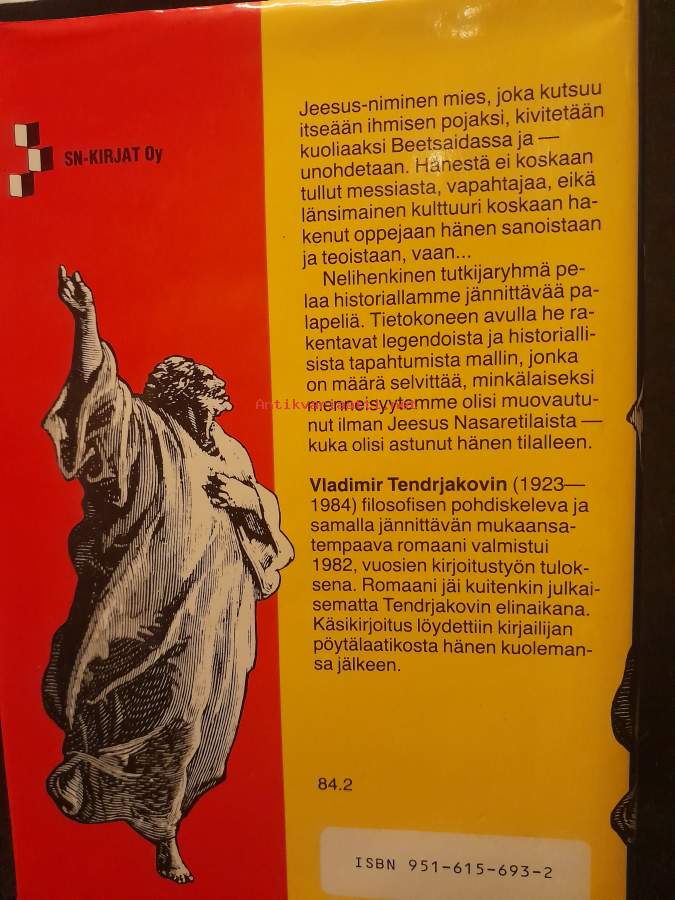 SN-KIRJAT Oy
Jeesus-niminen mies, joka kutsuu
itseään ihmisen pojaksi, kivitetään
kuoliaaksi Beetsaidassa ja —
unohdetaan. Hänestä ei koskaan
tullut messiasta, vapahtajaa, eikä
länsimainen kulttuuri koskaan ha-
kenut oppejaan hänen sanoistaan
ja teoistaan, vaan...
Nelihenkinen tutkijaryhmä pe-
laa historiallamme jännittävää pa-
lapeliä. Tietokoneen avulla he ra-
kentavat legendoista ja historialli-
sista tapahtumista mallin, jonka
on määrä selvittää, minkälaiseksi
menneisyytemme olisi muovautu-
nut ilman Jeesus Nasaretilaista —
kuka olisi astunut hänen tilalleen.
Vladimir Tendrjakovin (1923—
1984) filosofisen pohdiskeleva ja
samalla jännittävän mukaansa-
tempaava romaani valmistui
1982, vuosien kirjoitustyön tulok-
sena. Romaani jäi kuitenkin julkai-
sematta Tendrjakovin elinaikana.
Käsikirjoitus löydettiin kirjailijan
pöytälaatikosta hänen kuoleman-
sa jälkeen.
84.2
ISBN 951-615-693-2